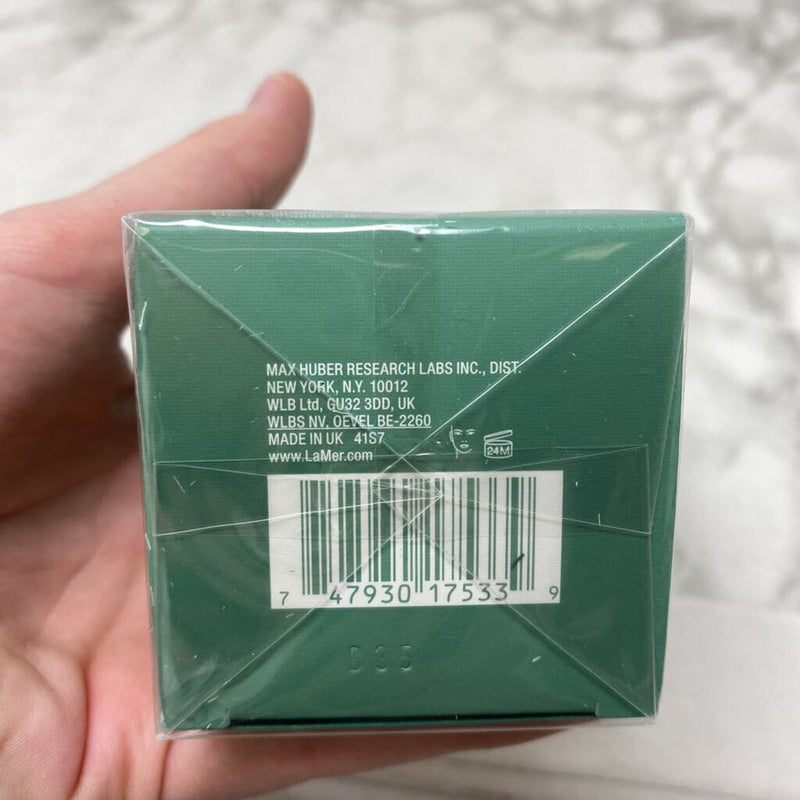 MAX HUBER RESEARCH LABS INC., DIST.
NEW YORK, N.Y. 10012
WLB Ltd, GU32 3DD, UK
WLBS NV, OEVEL BE-2260
MADE IN UK 41S7
www.LaMer.com
24M
7 47930 17533 9
D35